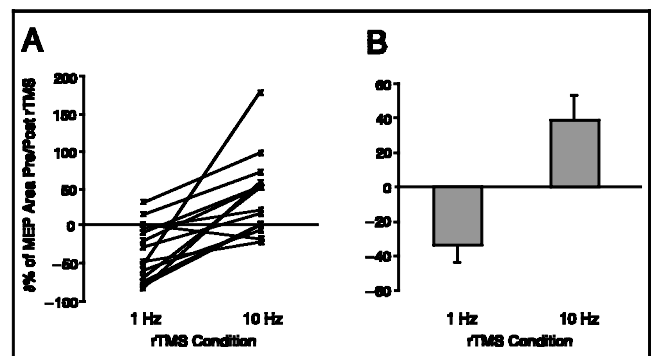 A
B
δ% of MEP Area Pre/Post rTMS
200
150
100
50
0
−50
−100
1 Hz
10 Hz
rTMS Condition
60
40
20
0
−20
−40
−60
1 Hz
10 Hz
rTMS Condition